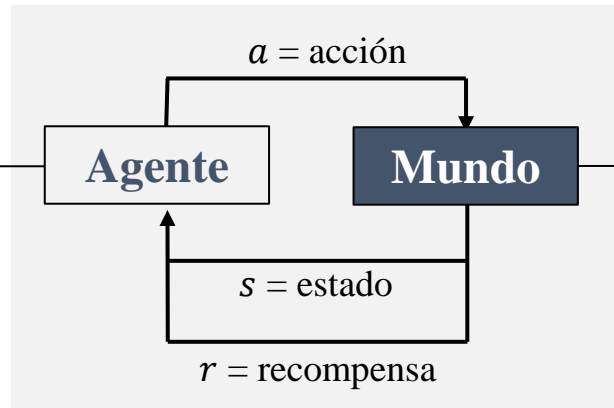 a = acción
Agente
Mundo
s = estado
r = recompensa